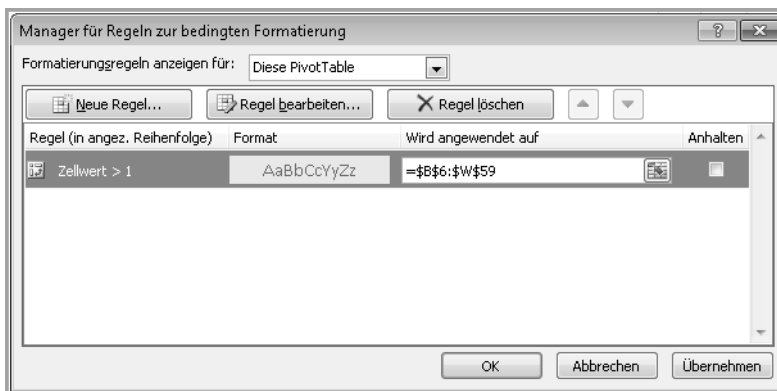 Manager für Regeln zur bedingten Formatierung
Formatierungsregeln anzeigen für: Diese PivotTable
Neue Regel... Regel bearbeiten... Regel löschen
Regel (in angez. Reihenfolge) Format Wird angewendet auf Anhalten
Zellwert > 1 AaBbCcYyZz =$B$6:$W$59
OK Abbrechen Übernehmen